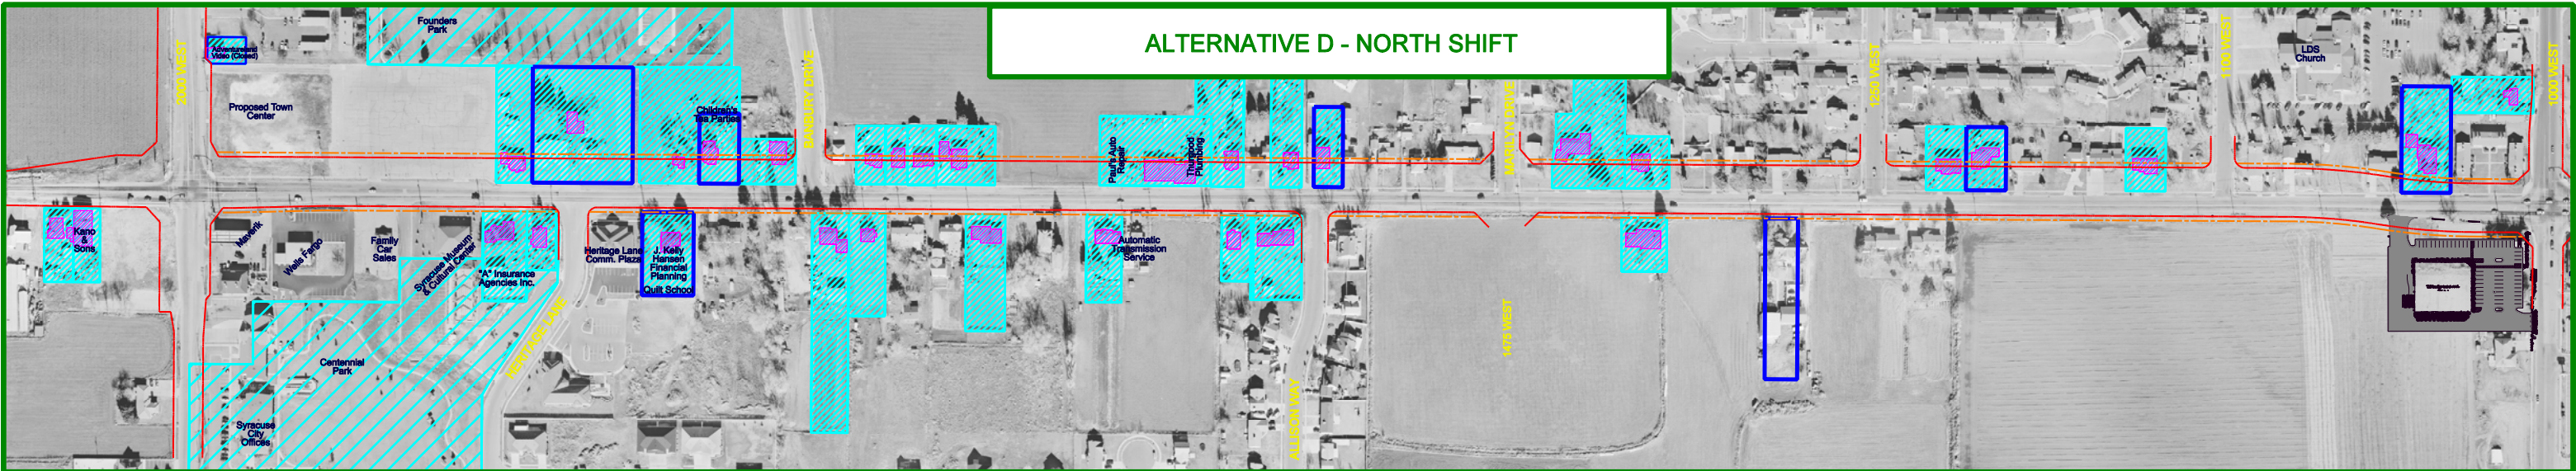 ALTERNATIVE D - NORTH SHIFT
Founders
Park
2000 WEST
Adventureland
Video (Closed)
Proposed Town
Center
Children's
Tea Parties
BANBURY DRIVE
Paul's Auto
Repair
Thurgood
Plumbing
MARILYN DRIVE
1250 WEST
1100 WEST
LDS
Church
1000 WEST
Kano
&
Sons
Maverik
Wells Fargo
Family
Car
Sales
Syracuse Museum
& Cultural Center
"A" Insurance
Agencies Inc.
Heritage Lane
Comm. Plaza
J. Kelly
Hansen
Financial
Planning
Quilt School
Automatic
Transmission
Service
HERITAGE LANE
Centennial
Park
Syracuse
City
Offices
ALLISON WAY
1475 WEST